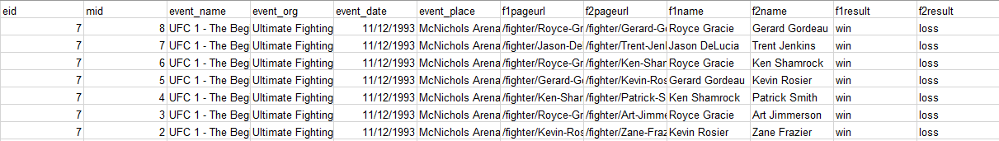 eid mid event_name event_org event_date event_place f1pageurl f2pageurl f1name f2name f1result f2result
7 8 UFC 1 - The Beg Ultimate Fighting 11/12/1993 McNichols Arena /fighter/Royce-Gr /fighter/Gerard-Go Royce Gracie Gerard Gordeau win loss
7 7 UFC 1 - The Beg Ultimate Fighting 11/12/1993 McNichols Arena /fighter/Jason-De /fighter/Trent-Jenl Jason DeLucia Trent Jenkins win loss
7 6 UFC 1 - The Beg Ultimate Fighting 11/12/1993 McNichols Arena /fighter/Royce-Gr /fighter/Ken-Shar Royce Gracie Ken Shamrock win loss
7 5 UFC 1 - The Beg Ultimate Fighting 11/12/1993 McNichols Arena /fighter/Gerard-G /fighter/Kevin-Ros Gerard Gordeau Kevin Rosier win loss
7 4 UFC 1 - The Beg Ultimate Fighting 11/12/1993 McNichols Arena /fighter/Ken-Shar /fighter/Patrick-S Ken Shamrock Patrick Smith win loss
7 3 UFC 1 - The Beg Ultimate Fighting 11/12/1993 McNichols Arena /fighter/Royce-Gr /fighter/Art-Jimme Royce Gracie Art Jimmerson win loss
7 2 UFC 1 - The Beg Ultimate Fighting 11/12/1993 McNichols Arena /fighter/Kevin-Ros /fighter/Zane-Fraz Kevin Rosier Zane Frazier win loss